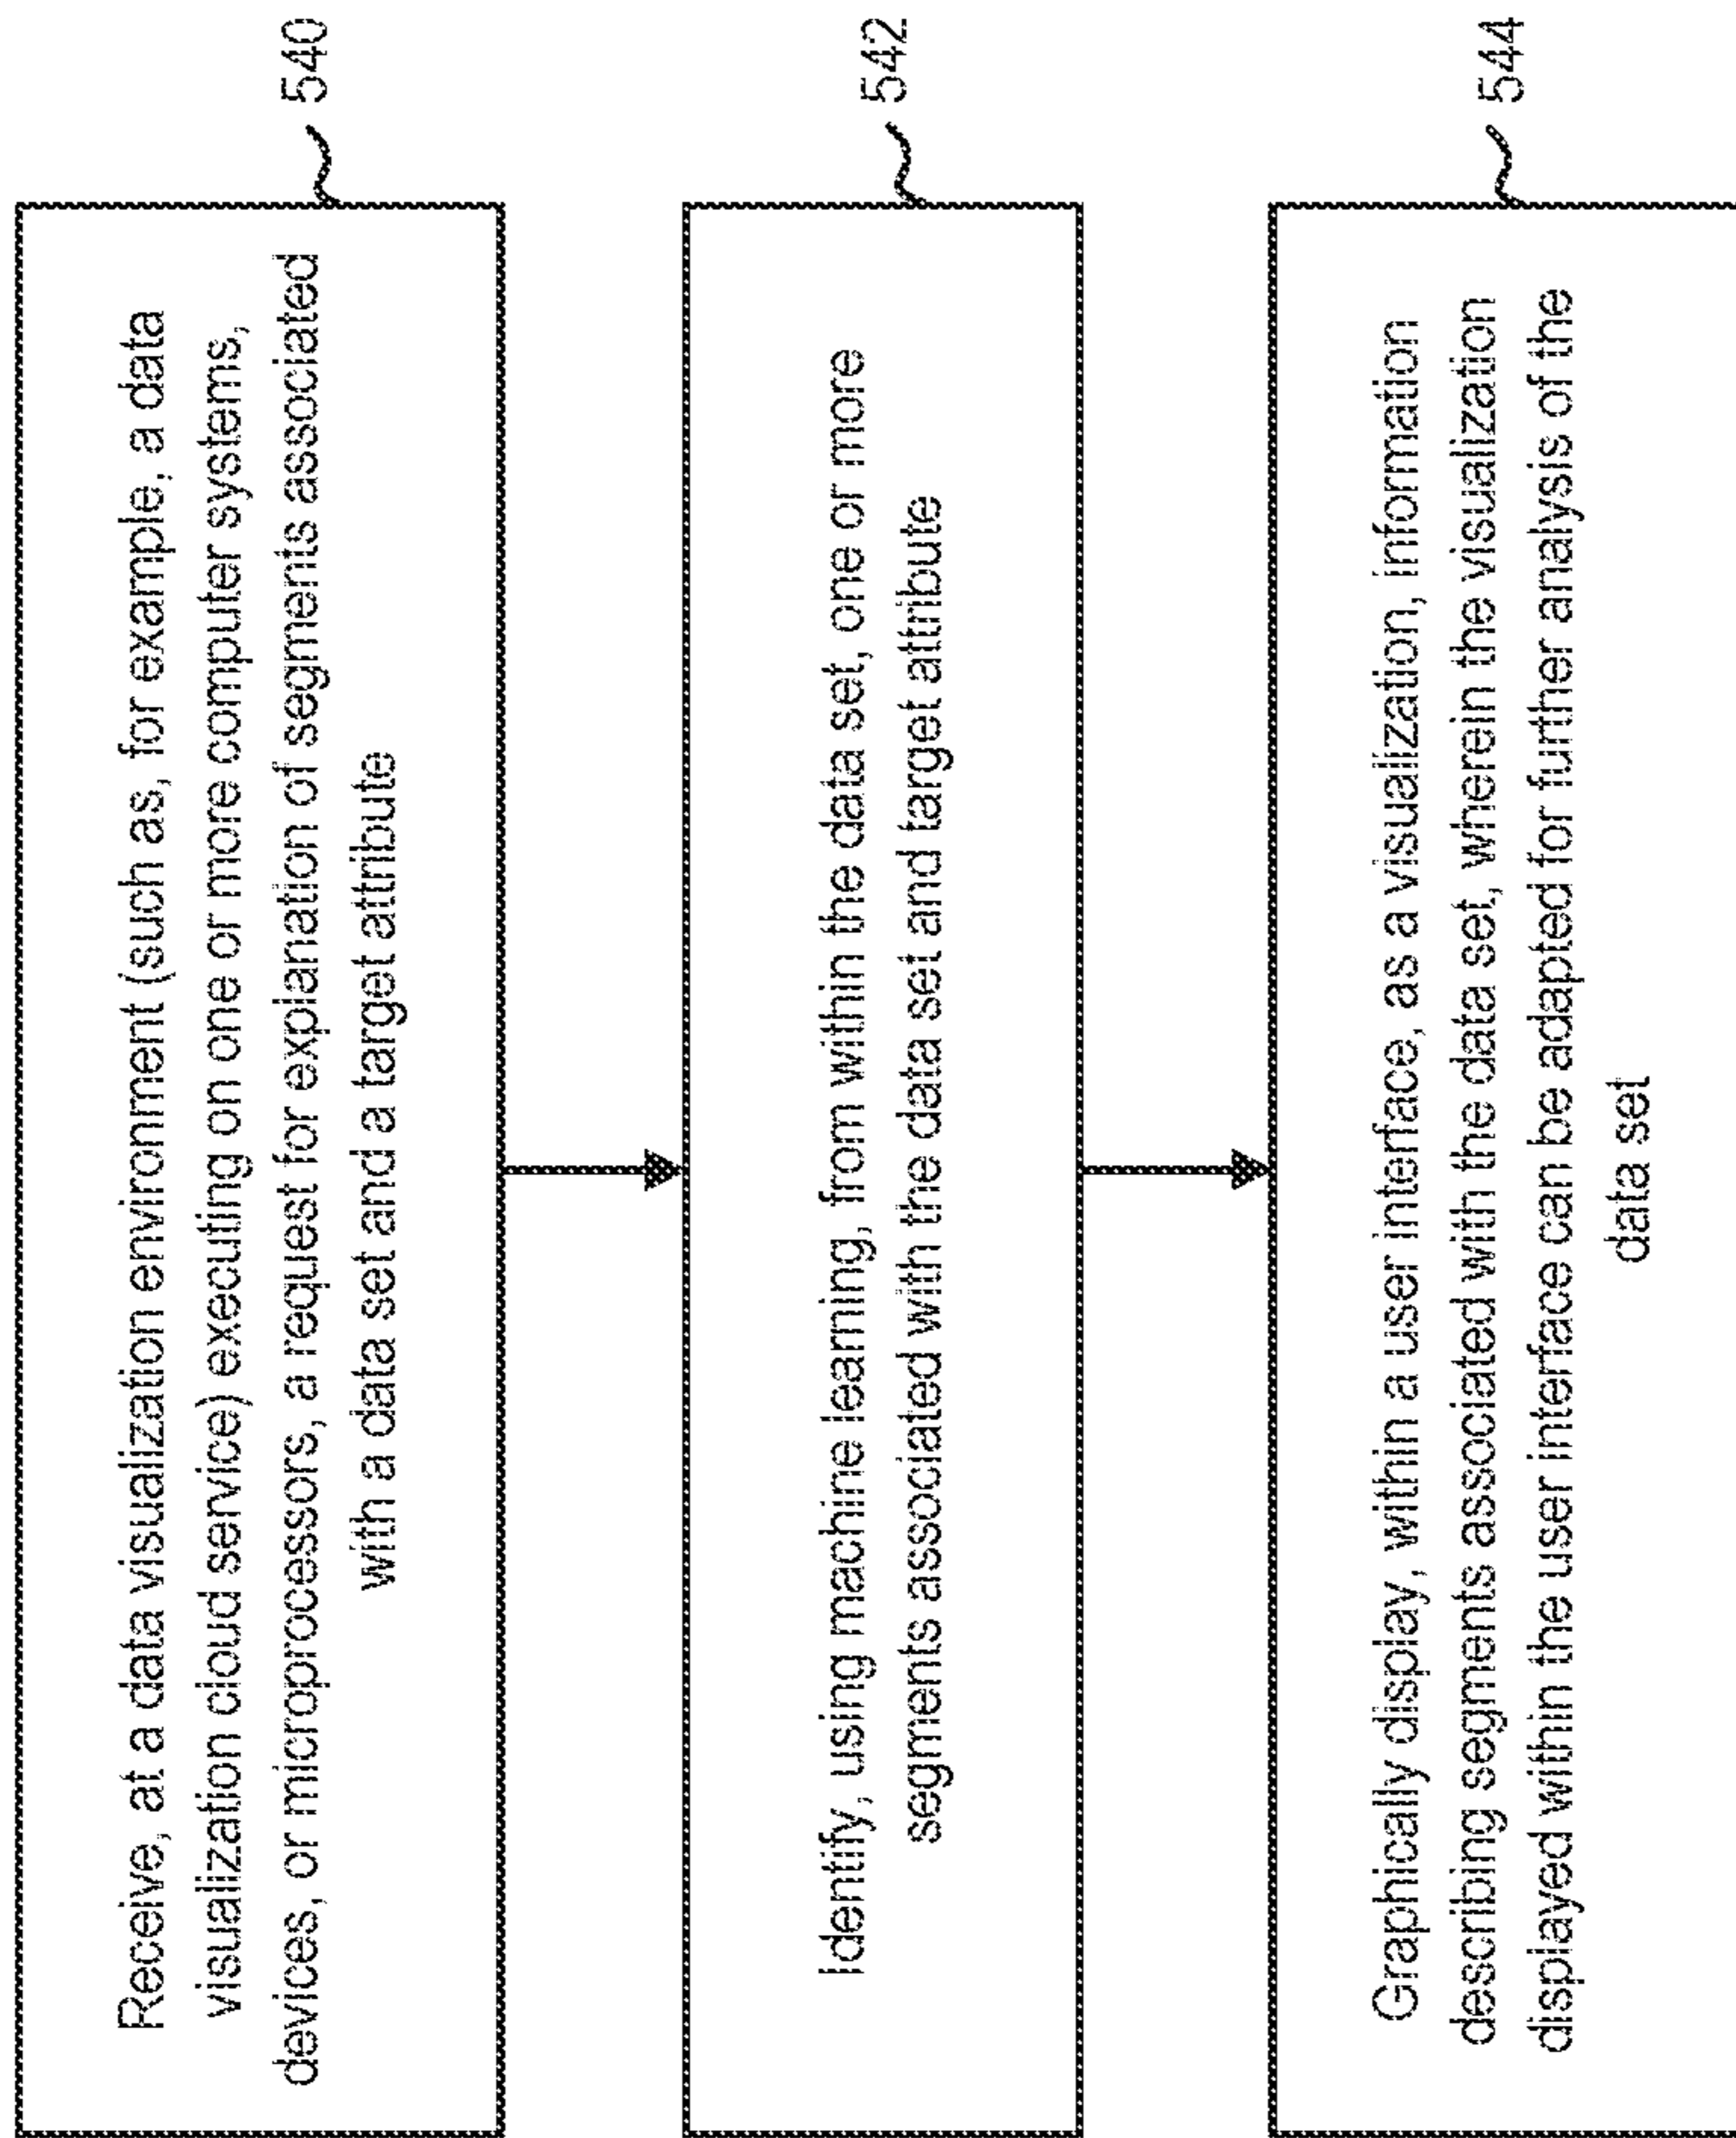 Receive, at a data visualization environment (such as, for example, a data
visualization cloud service) executing on one or more computer systems,
devices, or microprocessors, a request for explanation of segments associated
with a data set and a target attribute
540
Identify, using machine learning, from within the data set, one or more
segments associated with the data set and target attribute
542
Graphically display, within a user interface, as a visualization, information
describing segments associated with the data set, wherein the visualization
displayed within the user interface can be adapted for further analysis of the
data set
544